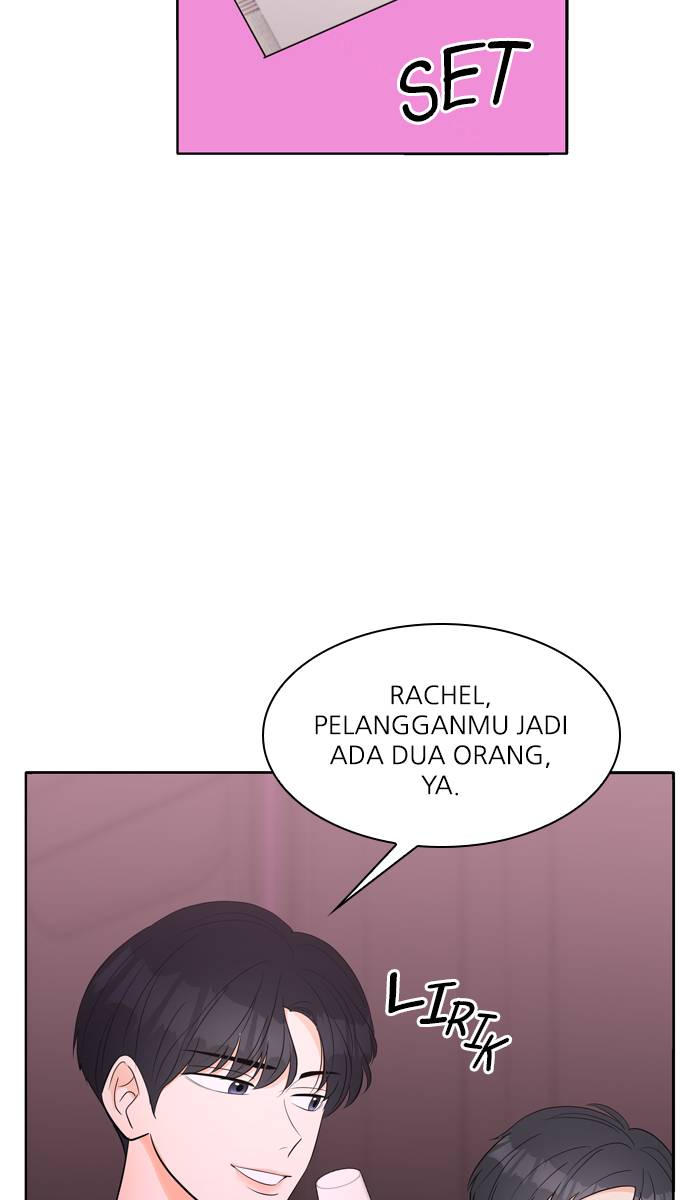 SET
RACHEL,
PELANGGANMU JADI
ADA DUA ORANG,
YA.
LIRIK